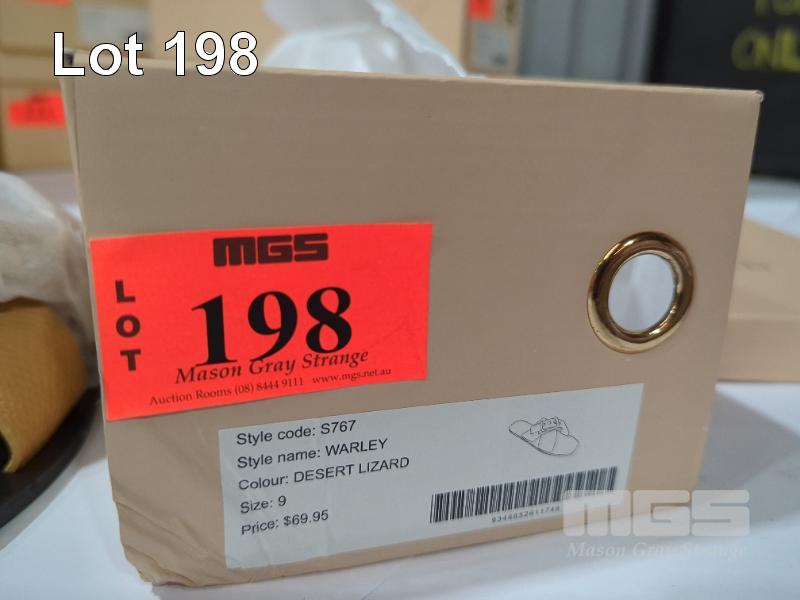 Lot 198
MGS
LOT
198
Mason Gray Strange
Auction Rooms (08) 8444 9111 www.mgs.net.au
Style code: S767
Style name: WARLEY
Colour: DESERT LIZARD
Size: 9
Price: $69.95
MGS
Mason Gray Strange